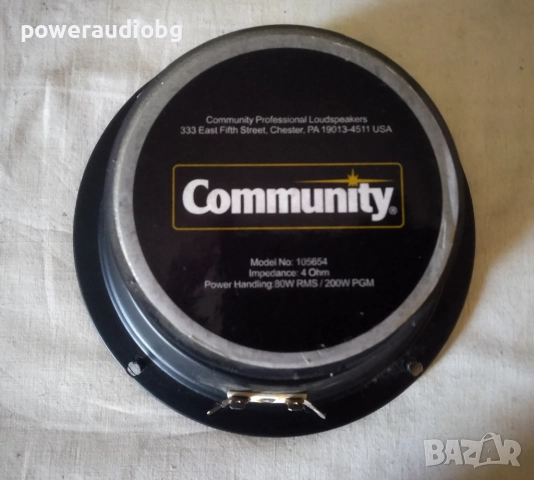 poweraudiobg
Community Professional Loudspeakers
333 East Fifth Street, Chester, PA 19013-4511 USA
Community®
Model No: 105654
Impedance: 4 Ohm
Power Handling:80W RMS / 200W PGM
BAZAR